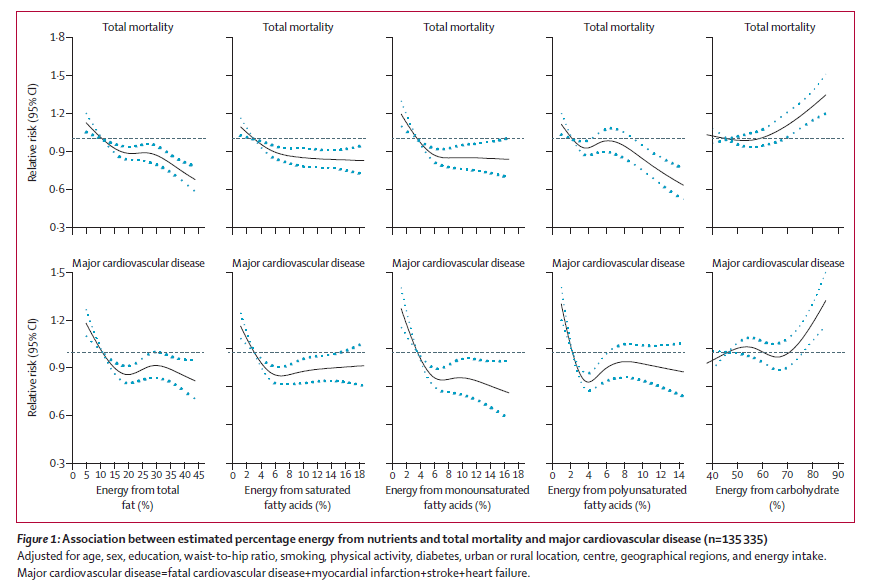 Total mortality
Total mortality
Total mortality
Total mortality
Total mortality
Relative risk (95% CI)
1·8
1·5
1·2
0·9
0·6
0·3
Major cardiovascular disease
Major cardiovascular disease
Major cardiovascular disease
Major cardiovascular disease
Major cardiovascular disease
Relative risk (95% CI)
1·5
1·2
0·9
0·6
0·3
0 5 10 15 20 25 30 35 40 45
0 2 4 6 8 10 12 14 16 18
0 2 4 6 8 10 12 14 16 18
0 2 4 6 8 10 12 14
40 50 60 70 80 90
Energy from total
fat (%)
Energy from saturated
fatty acids (%)
Energy from monounsaturated
fatty acids (%)
Energy from polyunsaturated
fatty acids (%)
Energy from carbohydrate
(%)
Figure 1: Association between estimated percentage energy from nutrients and total mortality and major cardiovascular disease (n=135 335)
Adjusted for age, sex, education, waist-to-hip ratio, smoking, physical activity, diabetes, urban or rural location, centre, geographical regions, and energy intake.
Major cardiovascular disease=fatal cardiovascular disease+myocardial infarction+stroke+heart failure.